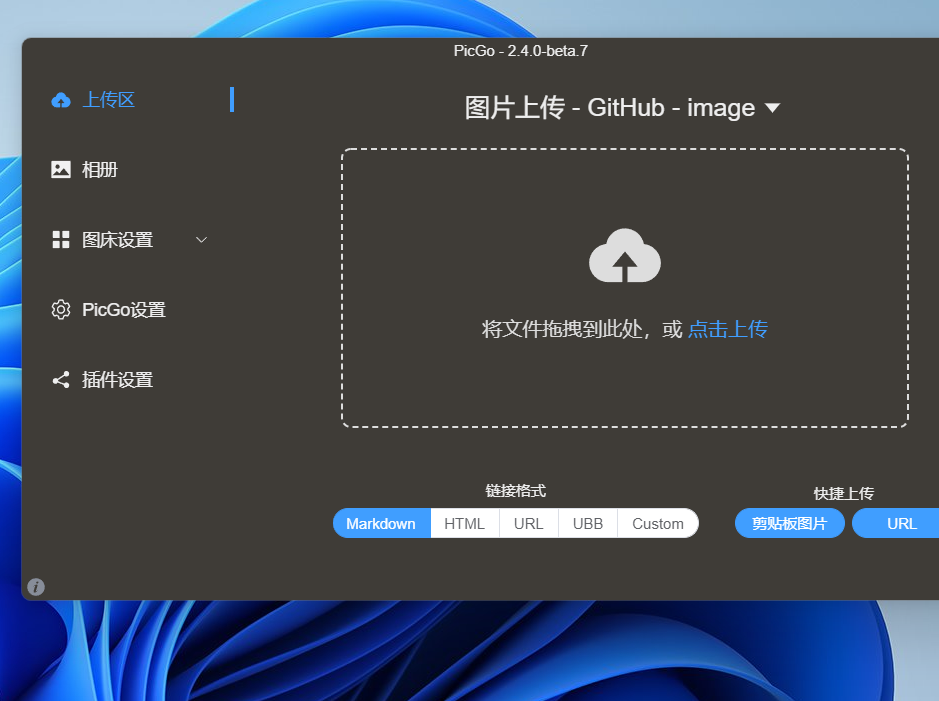 PicGo - 2.4.0-beta.7
上传区
相册
图床设置
PicGo设置
插件设置
图片上传 - GitHub - image
将文件拖拽到此处，或 点击上传
链接格式
Markdown HTML URL UBB Custom
快捷上传
剪贴板图片 URL
i